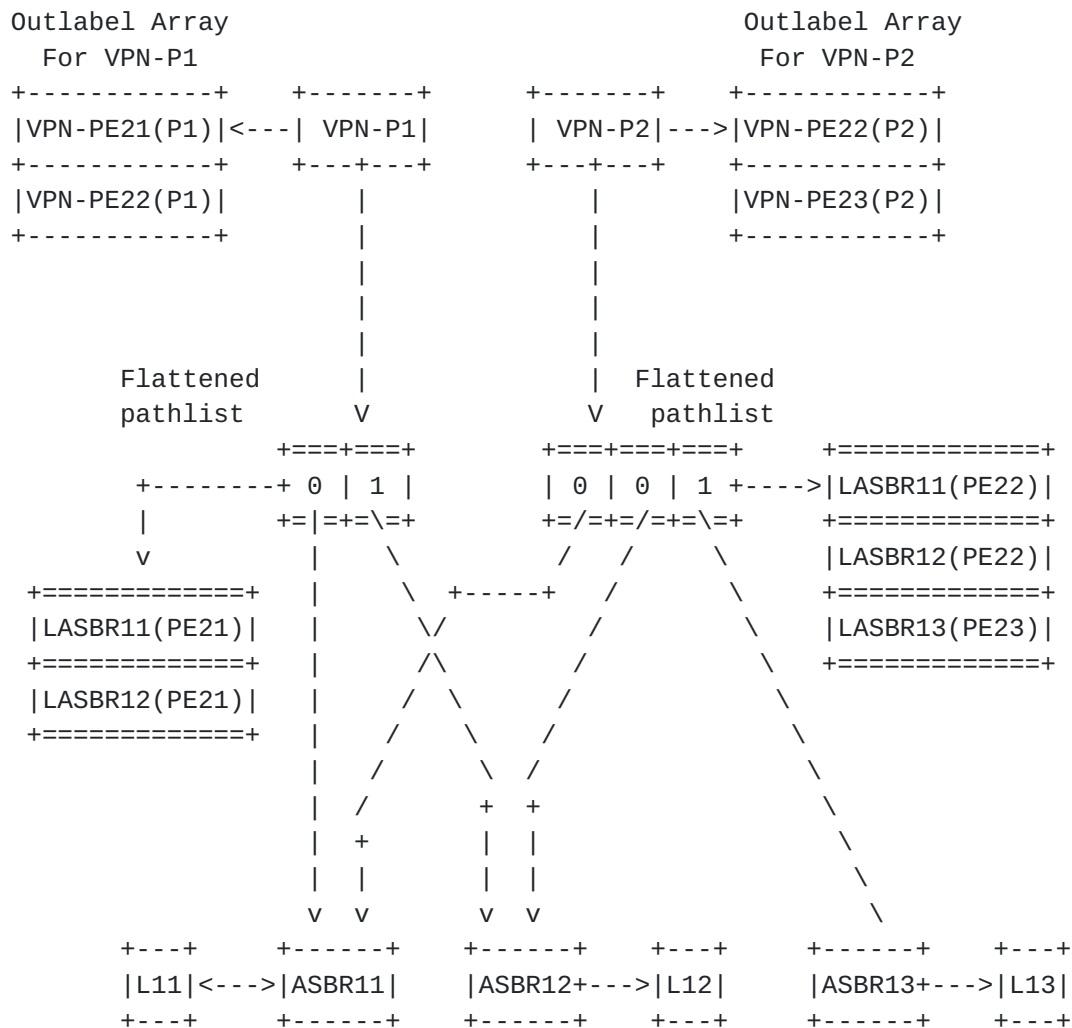 Outlabel Array Outlabel Array
For VPN-P1 For VPN-P2
VPN-PE21(P1) VPN-P1 VPN-P2 VPN-PE22(P2)
VPN-PE22(P1) VPN-PE23(P2)
Flattened Flattened
pathlist V V pathlist
0 1 0 0 1 LASBR11(PE22)
v LASBR12(PE22)
LASBR11(PE21) LASBR13(PE23)
LASBR12(PE21)
v v v v
L11 ASBR11 ASBR12 L12 ASBR13 L13